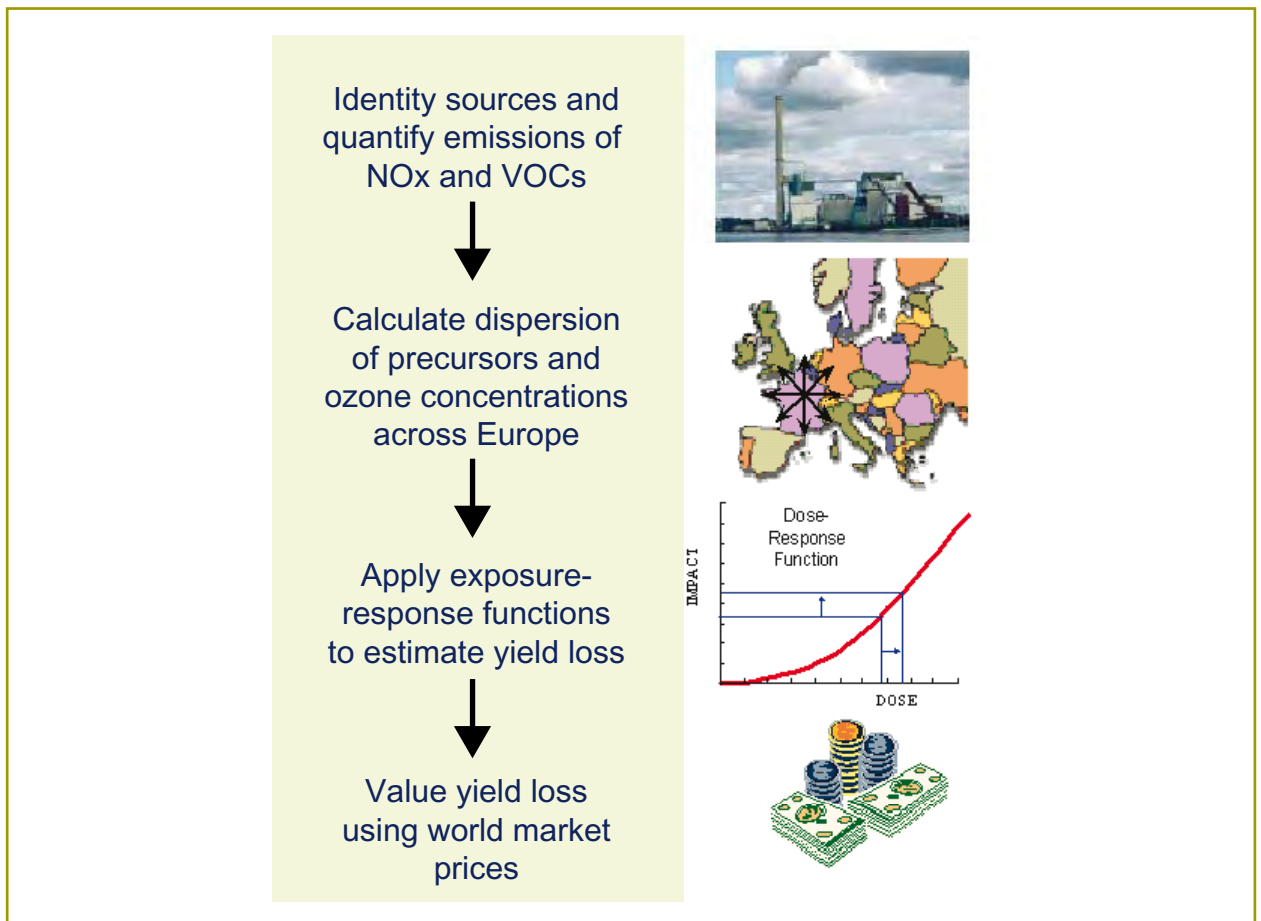 Identity sources and
quantify emissions of
NOx and VOCs
Calculate dispersion
of precursors and
ozone concentrations
across Europe
Apply exposure-
response functions
to estimate yield loss
Dose-
Response
Function
IMPACT
DOSE
Value yield loss
using world market
prices